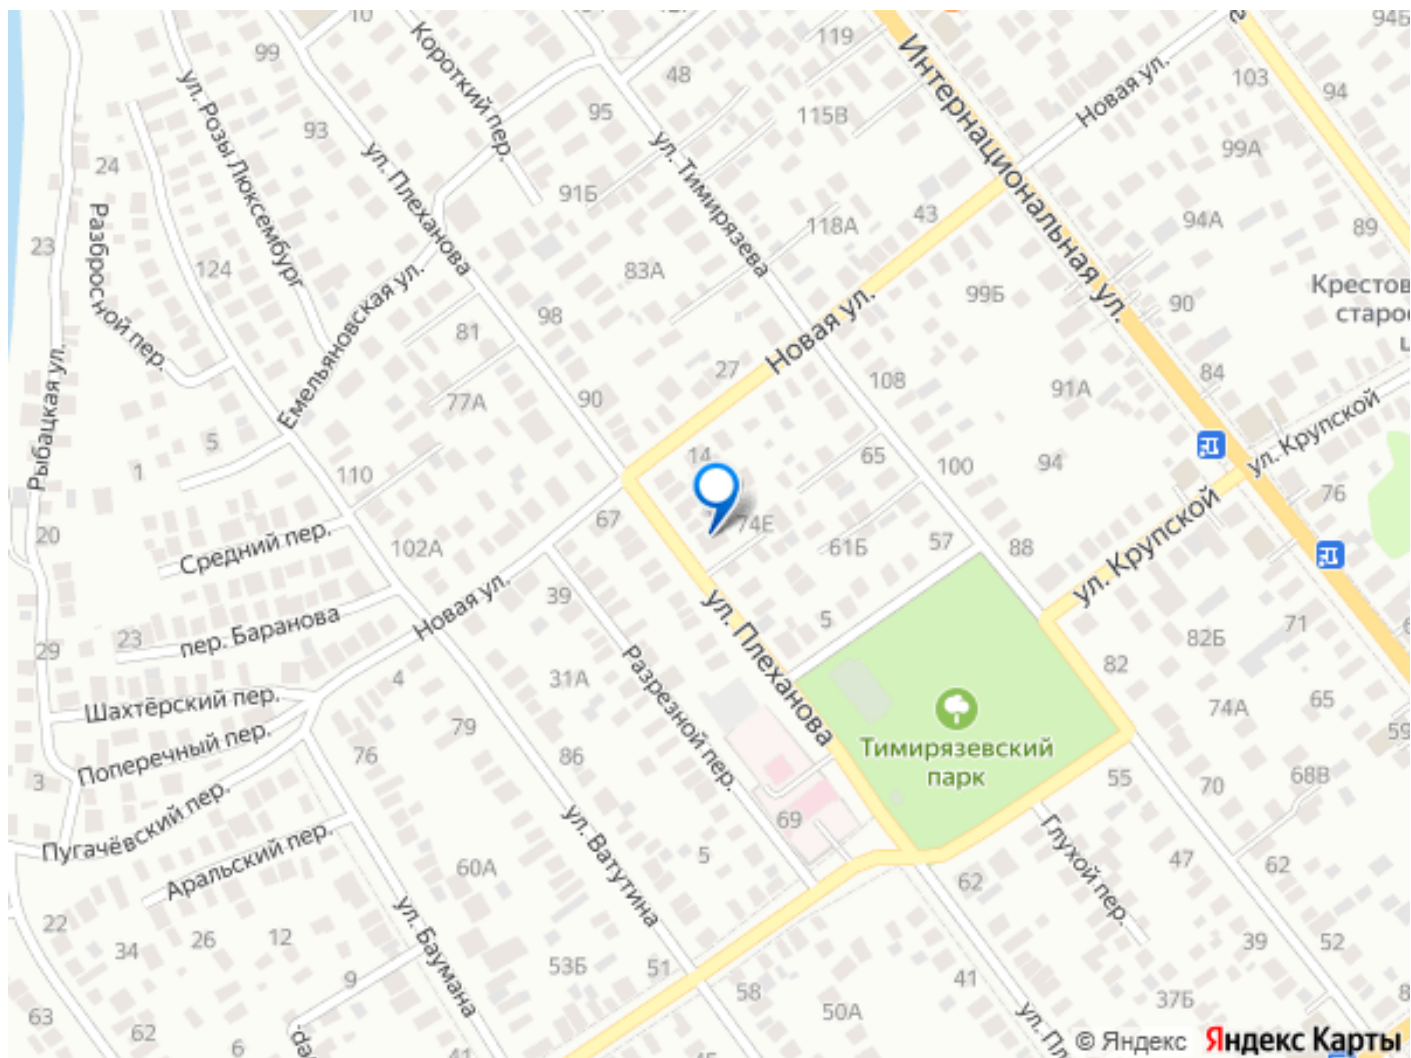 10
99
Короткий пер.
48
119
Интернациональная ул.
Новая ул.
103
94
94Б
ул. Розы Люксембург
93
ул. Плеханова
95
ул. Тимирязева
115В
99А
24
91Б
118А
43
94А
89
23
Разбросной пер.
124
83А
99Б
90
Крестов
старос
ц
Емельяновская ул.
81
98
Новая ул.
84
Рыбацкая ул.
77А
90
27
108
91А
ул. Крупской
5
1
110
14
65
100
94
76
20
Средний пер.
102А
67
74Е
61Б
57
88
ул. Крупской
Новая ул.
39
ул. Плеханова
5
23
пер. Баранова
29
82Б
71
4
31А
Разрезной пер.
82
65
Шахтёрский пер.
79
74А
59
Поперечный пер.
76
86
Тимирязевский
парк
55
70
68В
3
Пугачёвский пер.
69
ул. Ватутина
Глухой пер.
Аральский пер.
60А
5
62
47
62
22
34
26
12
ул. Баумана
9
53Б
51
58
41
39
52
37Б
63
62
6
41
45
50А
ул. Пл
© Яндекс
Яндекс Карты